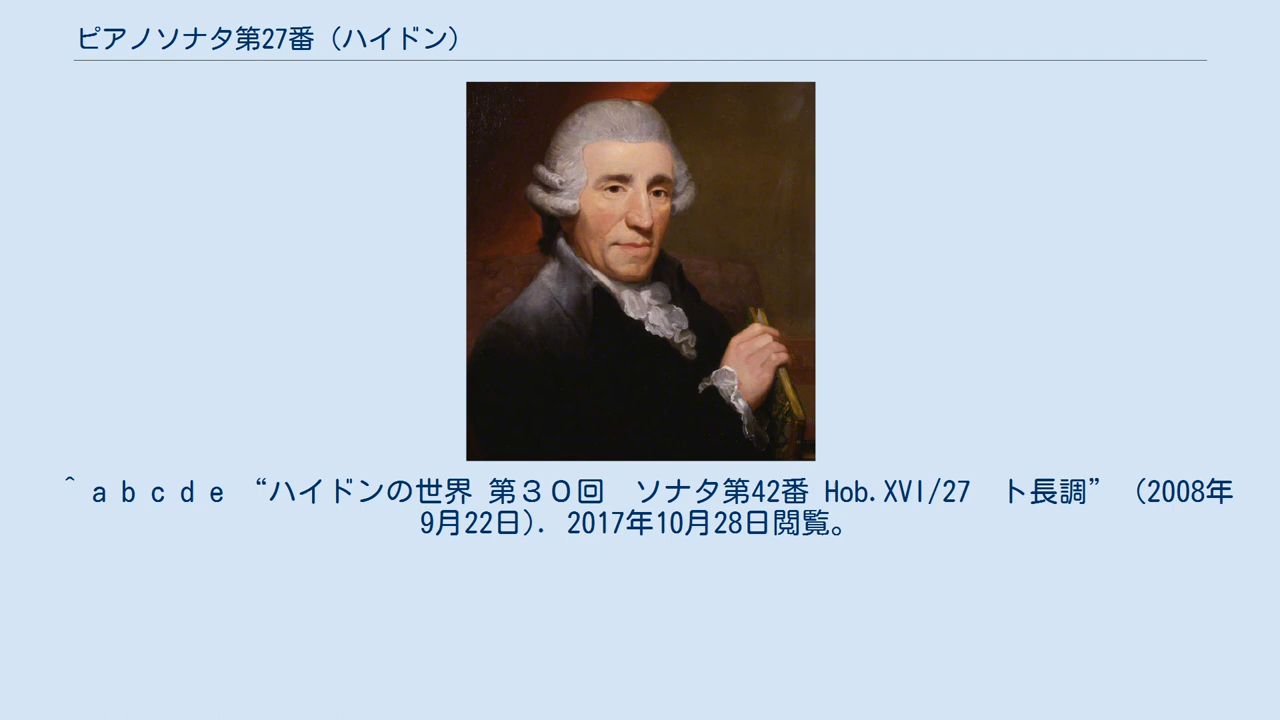 ピアノソナタ第27番（ハイドン）
^ a b c d e “ハイドンの世界 第３０回　ソナタ第42番 Hob.XVI/27　ト長調” （2008年
9月22日）. 2017年10月28日閲覧。